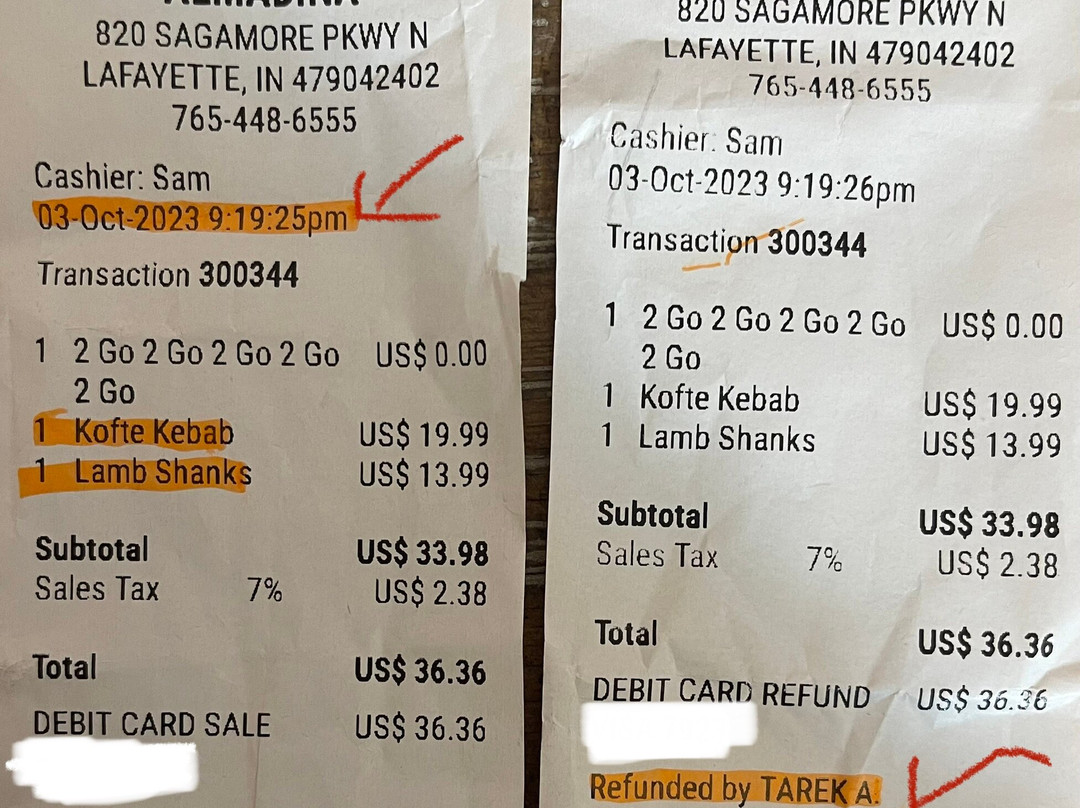 ALMADINA
820 SAGAMORE PKWY N
LAFAYETTE, IN 479042402
765-448-6555
Cashier: Sam
03-Oct-2023 9:19:25pm
Transaction 300344
1 2 Go 2 Go 2 Go 2 Go US$ 0.00
2 Go
1 Kofte Kebab US$ 19.99
1 Lamb Shanks US$ 13.99
Subtotal US$ 33.98
Sales Tax 7% US$ 2.38
Total US$ 36.36
DEBIT CARD SALE US$ 36.36
820 SAGAMORE PKWY N
LAFAYETTE, IN 479042402
765-448-6555
Cashier: Sam
03-Oct-2023 9:19:26pm
Transaction 300344
1 2 Go 2 Go 2 Go 2 Go US$ 0.00
2 Go
1 Kofte Kebab US$ 19.99
1 Lamb Shanks US$ 13.99
Subtotal US$ 33.98
Sales Tax 7% US$ 2.38
Total US$ 36.36
DEBIT CARD REFUND US$ 36.36
Refunded by TAREK A.